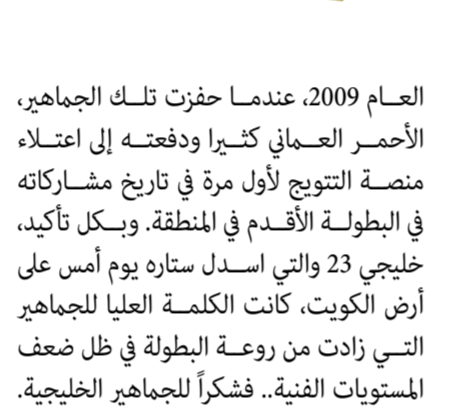 العـام 2009، عندمـا حفزت تلـك الجماهير،
الأحمـر العـماني كثـيرا ودفعتـه إلى اعتـلاء
منصـة التتويج لأول مرة في تاريخ مشـاركاته
في البطولـة الأقـدم في المنطقة. وبـكل تأكيد،
خليجي 23 والتي اسـدل ستاره يوم أمس على
أرض الكويت، كانت الكلمـة العليا للجماهير
التـي زادت من روعـة البطولة في ظل ضعف
المستويات الفنية.. فشكراً للجماهير الخليجية.